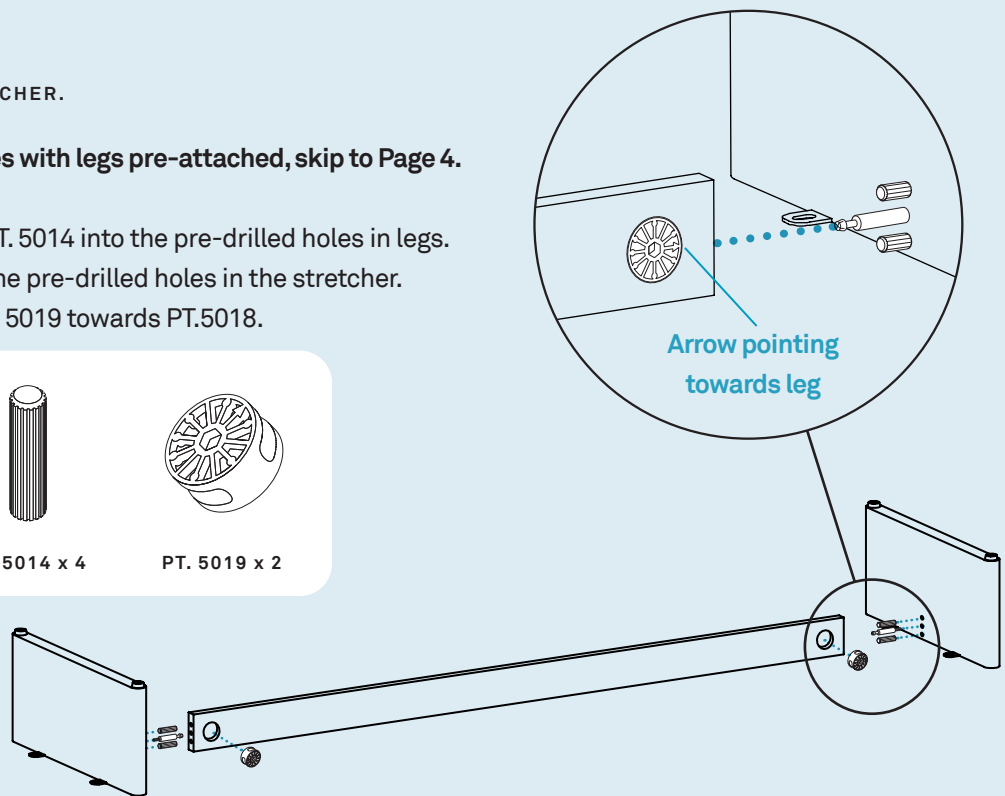 CHER.
es with legs pre-attached, skip to Page 4.
T. 5014 into the pre-drilled holes in legs.
he pre-drilled holes in the stretcher.
5019 towards PT.5018.
Arrow pointing
towards leg
5014 x 4
PT. 5019 x 2